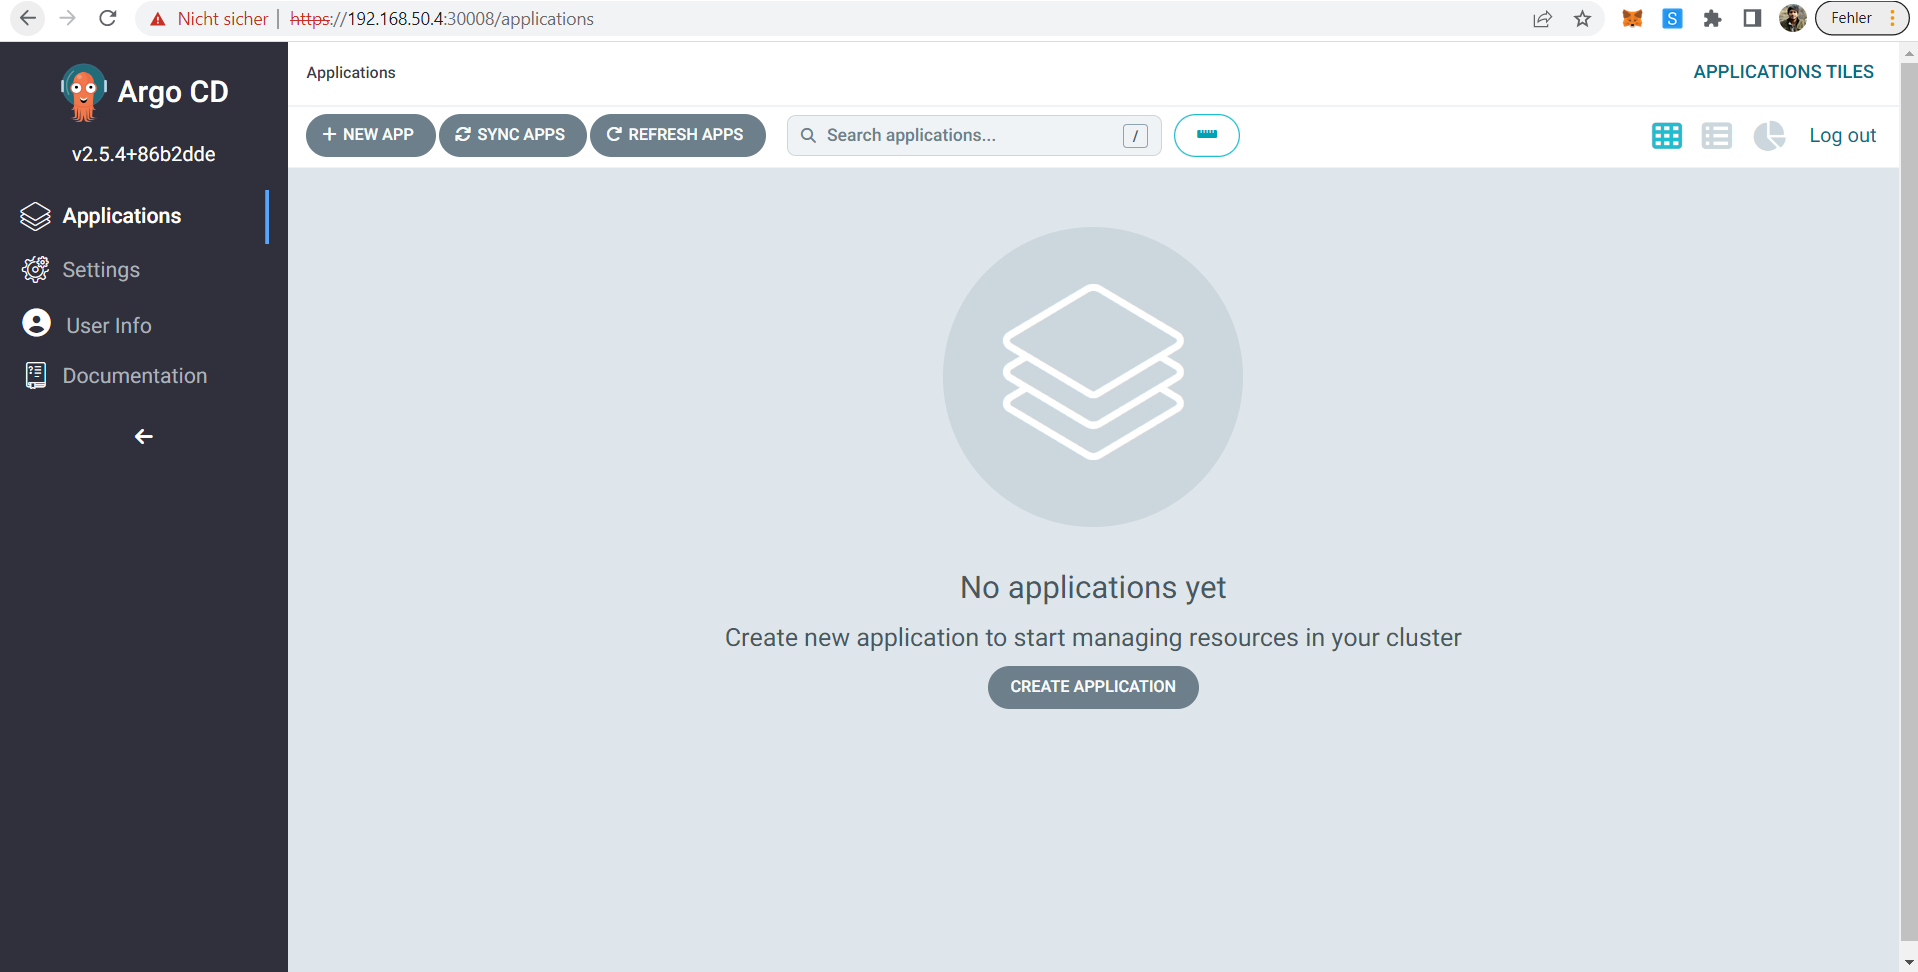 Nicht sicher | https://192.168.50.4:30008/applications
S
Fehler
Argo CD
v2.5.4+86b2dde
Applications
Settings
User Info
Documentation
Applications
APPLICATIONS TILES
+ NEW APP
SYNC APPS
REFRESH APPS
Search applications...
/
Log out
No applications yet
Create new application to start managing resources in your cluster
CREATE APPLICATION